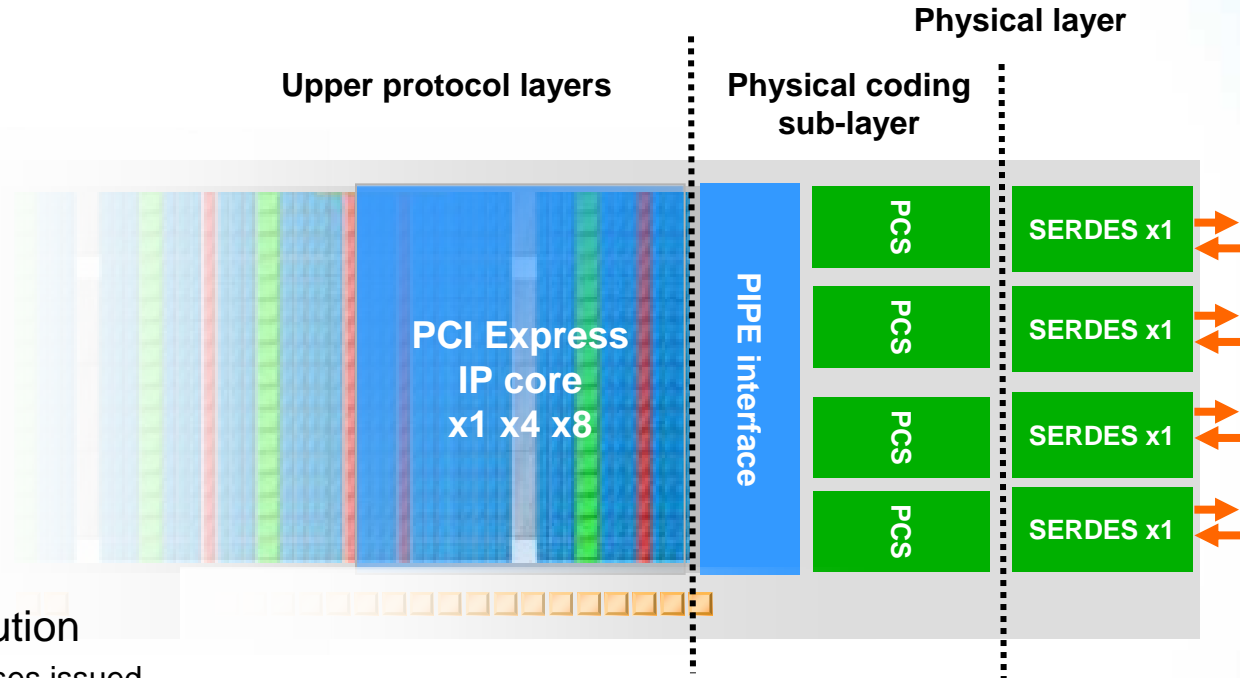 Physical layer
Upper protocol layers
Physical coding
sub-layer
PCS
SERDES x1
PCI Express
IP core
x1 x4 x8
PIPE interface
PCS
SERDES x1
PCS
SERDES x1
PCS
SERDES x1
ution
issued